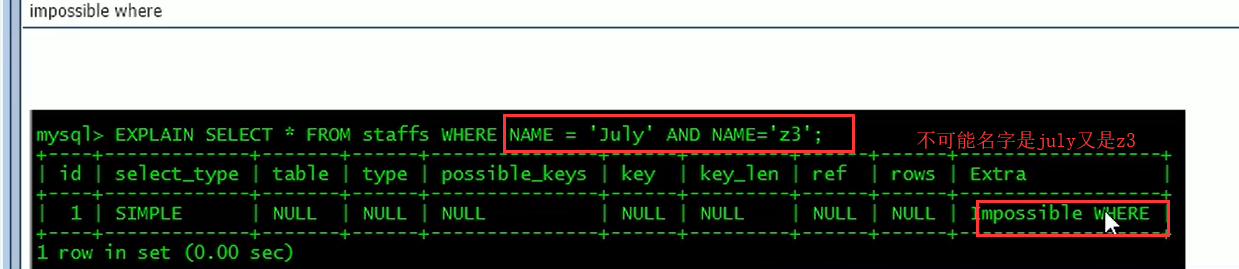 impossible where
mysql> EXPLAIN SELECT * FROM staffs WHERE NAME = 'July' AND NAME='z3';
不可能名字是july又是z3
+----+-------------+-------+------+---------------+------+---------+------+------+------------------+
| id | select_type | table | type | possible_keys | key | key_len | ref | rows | Extra |
+----+-------------+-------+------+---------------+------+---------+------+------+------------------+
| 1 | SIMPLE | NULL | NULL | NULL | NULL | NULL | NULL | NULL | Impossible WHERE |
+----+-------------+-------+------+---------------+------+---------+------+------+------------------+
1 row in set (0.00 sec)